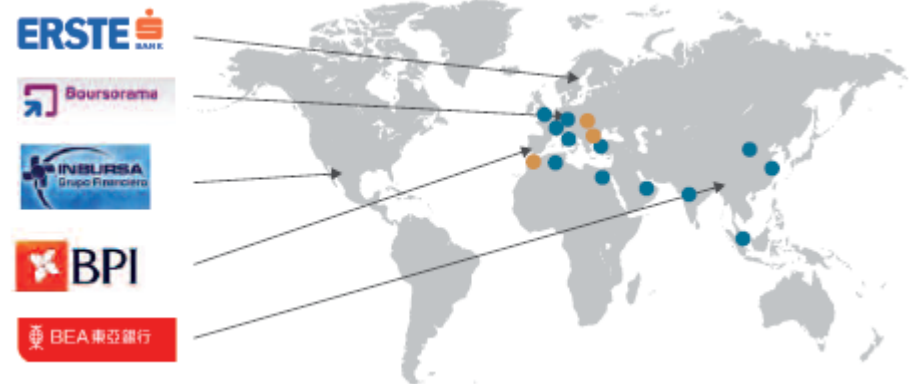 ERSTE
BANK
Boursorama
INBURSA
Grupo Financiero
BPI
BEA東亞銀行